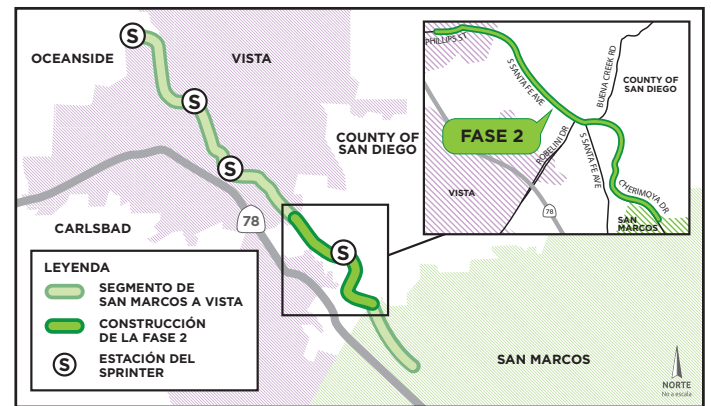 S
OCEANSIDE
VISTA
S
COUNTY OF
SAN DIEGO
S
78
CARLSBAD
S
LEYENDA
SEGMENTO DE
SAN MARCOS A VISTA
CONSTRUCCIÓN
DE LA FASE 2
S
ESTACIÓN DEL
SPRINTER
SAN MARCOS
NORTE
No a escala
PHILLIPS ST
S SANTA FE AVE
BUENA CREEK RD
COUNTY OF
SAN DIEGO
FASE 2
ROBELINI DR
S SANTA FE AVE
VISTA
CHERIMOYA DR
78
SAN
MARCOS